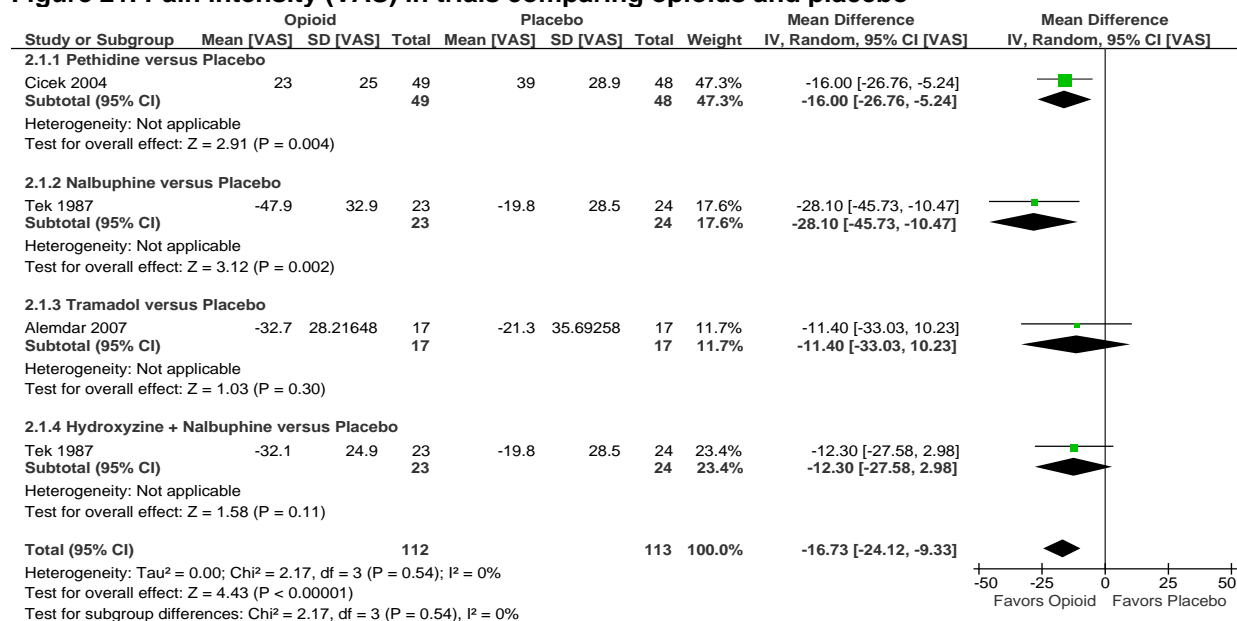 Figure 21. Pain intensity (VAS) in trials comparing opioids and placebo
Opioid Placebo Mean Difference Mean Difference
Study or Subgroup Mean [VAS] SD [VAS] Total Mean [VAS] SD [VAS] Total Weight IV, Random, 95% CI [VAS] IV, Random, 95% CI [VAS]
2.1.1 Pethidine versus Placebo
Cicek 2004 23 25 49 39 28.9 48 47.3% -16.00 [-26.76, -5.24]
Subtotal (95% CI) 49 48 47.3% -16.00 [-26.76, -5.24]
Heterogeneity: Not applicable
Test for overall effect: Z = 2.91 (P = 0.004)
2.1.2 Nalbuphine versus Placebo
Tek 1987 -47.9 32.9 23 -19.8 28.5 24 17.6% -28.10 [-45.73, -10.47]
Subtotal (95% CI) 23 24 17.6% -28.10 [-45.73, -10.47]
Heterogeneity: Not applicable
Test for overall effect: Z = 3.12 (P = 0.002)
2.1.3 Tramadol versus Placebo
Alemdar 2007 -32.7 28.21648 17 -21.3 35.69258 17 11.7% -11.40 [-33.03, 10.23]
Subtotal (95% CI) 17 17 11.7% -11.40 [-33.03, 10.23]
Heterogeneity: Not applicable
Test for overall effect: Z = 1.03 (P = 0.30)
2.1.4 Hydroxyzine + Nalbuphine versus Placebo
Tek 1987 -32.1 24.9 23 -19.8 28.5 24 23.4% -12.30 [-27.58, 2.98]
Subtotal (95% CI) 23 24 23.4% -12.30 [-27.58, 2.98]
Heterogeneity: Not applicable
Test for overall effect: Z = 1.58 (P = 0.11)
Total (95% CI) 112 113 100.0% -16.73 [-24.12, -9.33]
Heterogeneity: Tau² = 0.00; Chi² = 2.17, df = 3 (P = 0.54); I² = 0%
Test for overall effect: Z = 4.43 (P < 0.00001)
Test for subgroup differences: Chi² = 2.17, df = 3 (P = 0.54), I² = 0%
-50 -25 0 25 50
Favors Opioid Favors Placebo